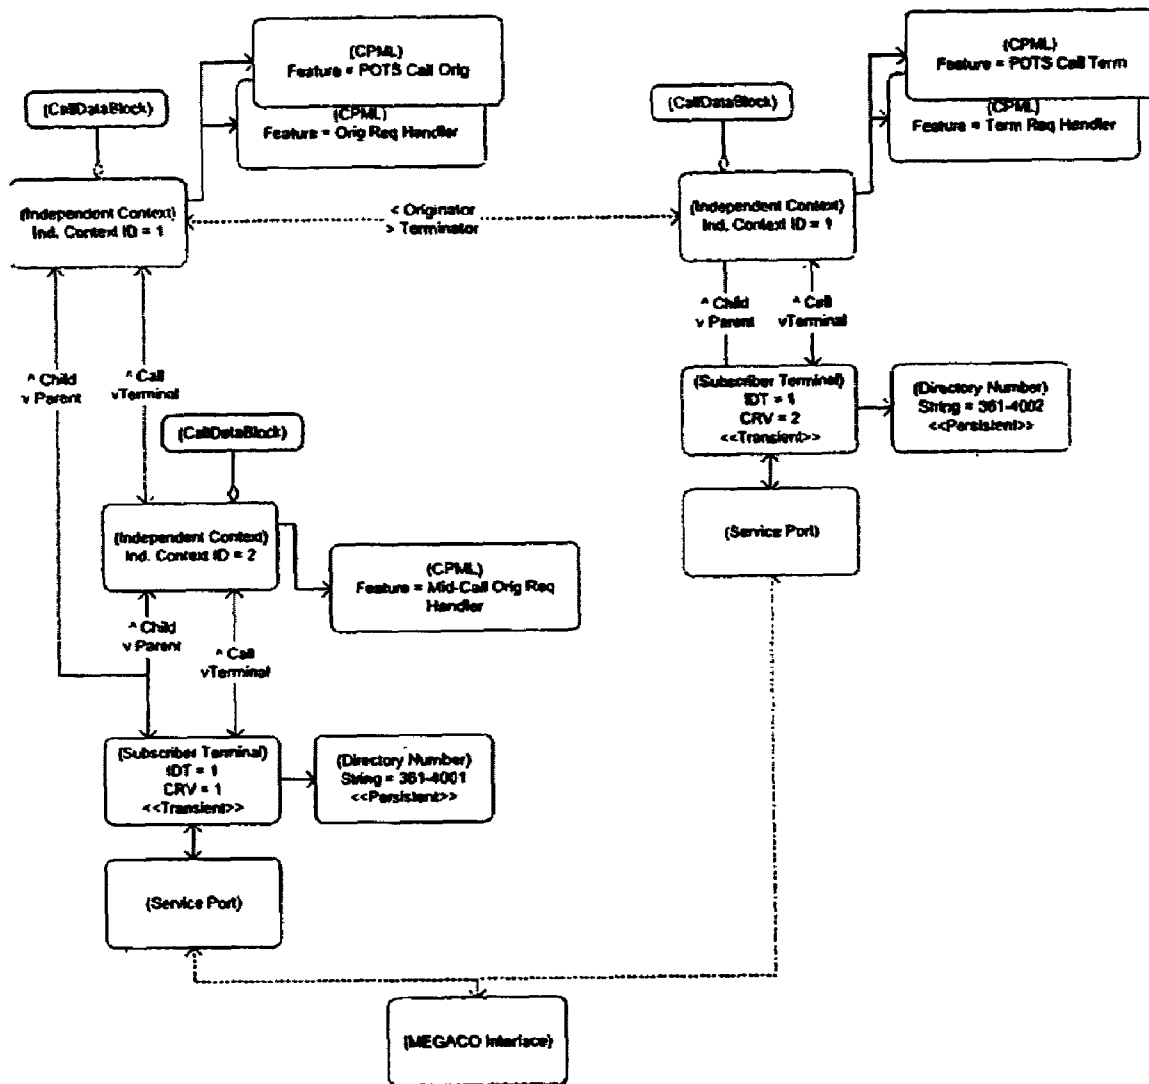 (CPML)
Feature = POTS Call Orig
(CPML)
Feature = Orig Req Handler
(CallDataBlock)
(Independent Context)
Ind. Context ID = 1
< Originator
> Terminator
(CPML)
Feature = POTS Call Term
(CPML)
Feature = Term Req Handler
(CallDataBlock)
(Independent Context)
Ind. Context ID = 1
^ Child
v Parent
^ Call
vTerminal
(Subscriber Terminal)
IDT = 1
CRV = 2
<<Transient>>
(Directory Number)
String = 361-4002
<<Persistent>>
(Service Port)
^ Child
v Parent
^ Call
vTerminal
(CallDataBlock)
(Independent Context)
Ind. Context ID = 2
(CPML)
Feature = Mid-Call Orig Req
Handler
^ Child
v Parent
^ Call
vTerminal
(Subscriber Terminal)
IDT = 1
CRV = 1
<<Transient>>
(Directory Number)
String = 361-4001
<<Persistent>>
(Service Port)
(MEGACO Interface)